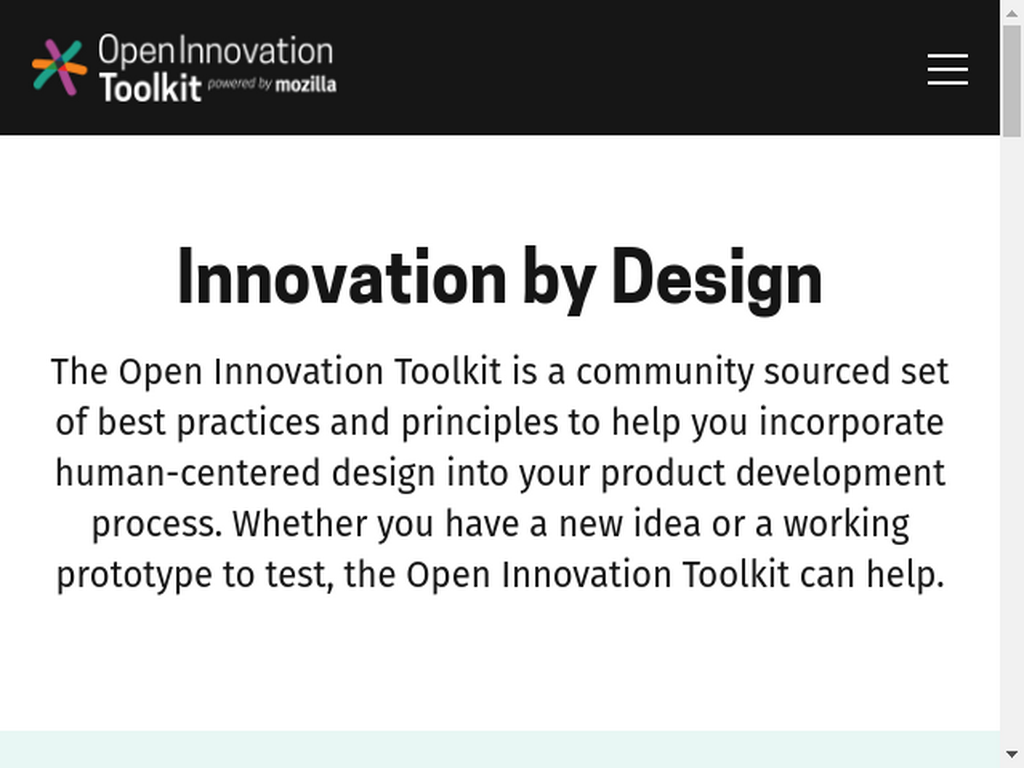 OpenInnovation
Toolkit powered by mozilla
Innovation by Design
The Open Innovation Toolkit is a community sourced set
of best practices and principles to help you incorporate
human-centered design into your product development
process. Whether you have a new idea or a working
prototype to test, the Open Innovation Toolkit can help.